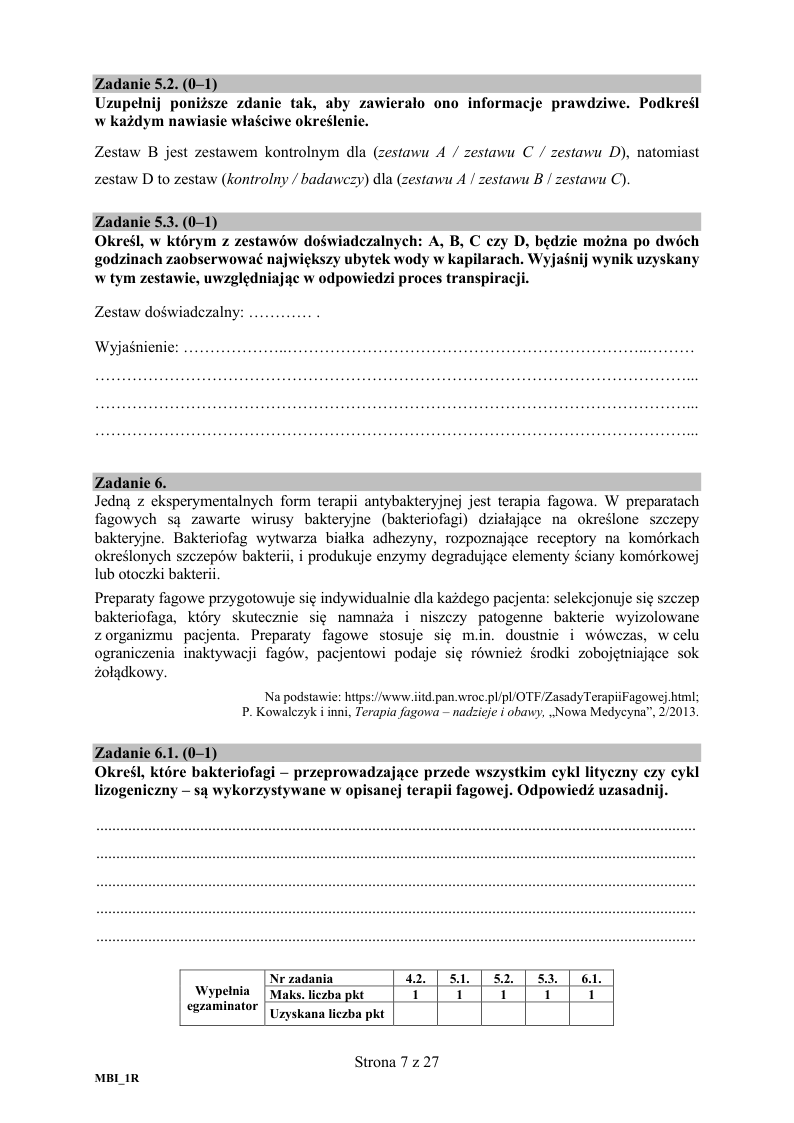 Zadanie 5.2. (0–1)
Uzupełnij poniższe zdanie tak, aby zawierało ono informacje prawdziwe. Podkreśl
w każdym nawiasie właściwe określenie.
Zestaw B jest zestawem kontrolnym dla (zestawu A / zestawu C / zestawu D), natomiast
zestaw D to zestaw (kontrolny / badawczy) dla (zestawu A / zestawu B / zestawu C).
Zadanie 5.3. (0–1)
Określ, w którym z zestawów doświadczalnych: A, B, C czy D, będzie można po dwóch
godzinach zaobserwować największy ubytek wody w kapilarach. Wyjaśnij wynik uzyskany
w tym zestawie, uwzględniając w odpowiedzi proces transpiracji.
Zestaw doświadczalny: ………… .
Wyjaśnienie: ………………..…………………………………………………………..………
…………………………………………………………………………………………………...
…………………………………………………………………………………………………...
…………………………………………………………………………………………………...
Zadanie 6.
Jedną z eksperymentalnych form terapii antybakteryjnej jest terapia fagowa. W preparatach
fagowych są zawarte wirusy bakteryjne (bakteriofagi) działające na określone szczepy
bakteryjne. Bakteriofag wytwarza białka adhezyny, rozpoznające receptory na komórkach
określonych szczepów bakterii, i produkuje enzymy degradujące elementy ściany komórkowej
lub otoczki bakterii.
Preparaty fagowe przygotowuje się indywidualnie dla każdego pacjenta: selekcjonuje się szczep
bakteriofaga, który skutecznie się namnaża i niszczy patogenne bakterie wyizolowane
z organizmu pacjenta. Preparaty fagowe stosuje się m.in. doustnie i wówczas, w celu
ograniczenia inaktywacji fagów, pacjentowi podaje się również środki zobojętniające sok
żołądkowy.
Na podstawie: https://www.iitd.pan.wroc.pl/pl/OTF/ZasadyTerapiiFagowej.html;
P. Kowalczyk i inni, Terapia fagowa – nadzieje i obawy, „Nowa Medycyna”, 2/2013.
Zadanie 6.1. (0–1)
Określ, które bakteriofagi – przeprowadzające przede wszystkim cykl lityczny czy cykl
lizogeniczny – są wykorzystywane w opisanej terapii fagowej. Odpowiedź uzasadnij.
......................................................................................................................................................
......................................................................................................................................................
......................................................................................................................................................
......................................................................................................................................................
......................................................................................................................................................
Wypełnia egzaminator
Nr zadania 4.2. 5.1. 5.2. 5.3. 6.1.
Maks. liczba pkt 1 1 1 1 1
Uzyskana liczba pkt
Strona 7 z 27
MBI_1R